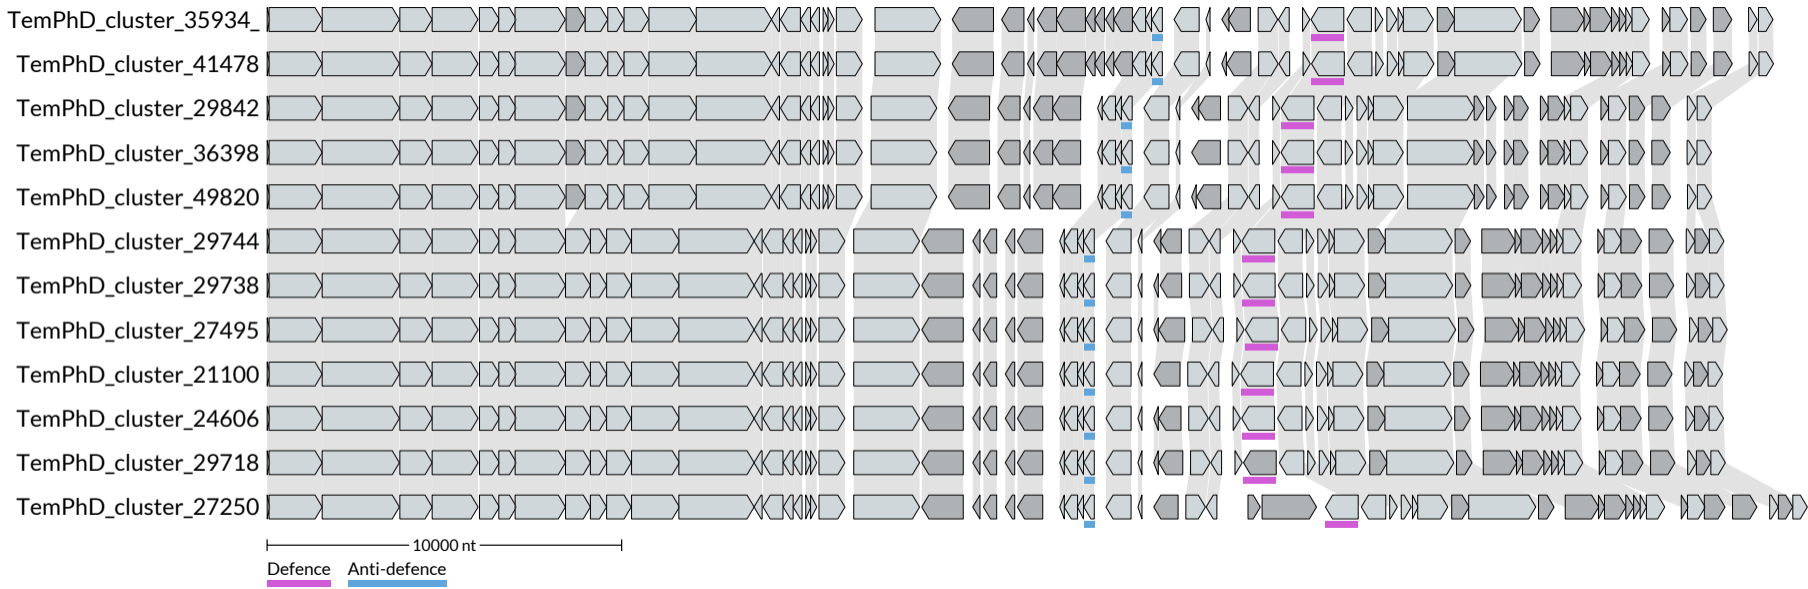 TemPhD_cluster_35934_
TemPhD_cluster_41478
TemPhD_cluster_29842
TemPhD_cluster_36398
TemPhD_cluster_49820
TemPhD_cluster_29744
TemPhD_cluster_29738
TemPhD_cluster_27495
TemPhD_cluster_21100
TemPhD_cluster_24606
TemPhD_cluster_29718
TemPhD_cluster_27250
10000 nt
Defence Anti-defence